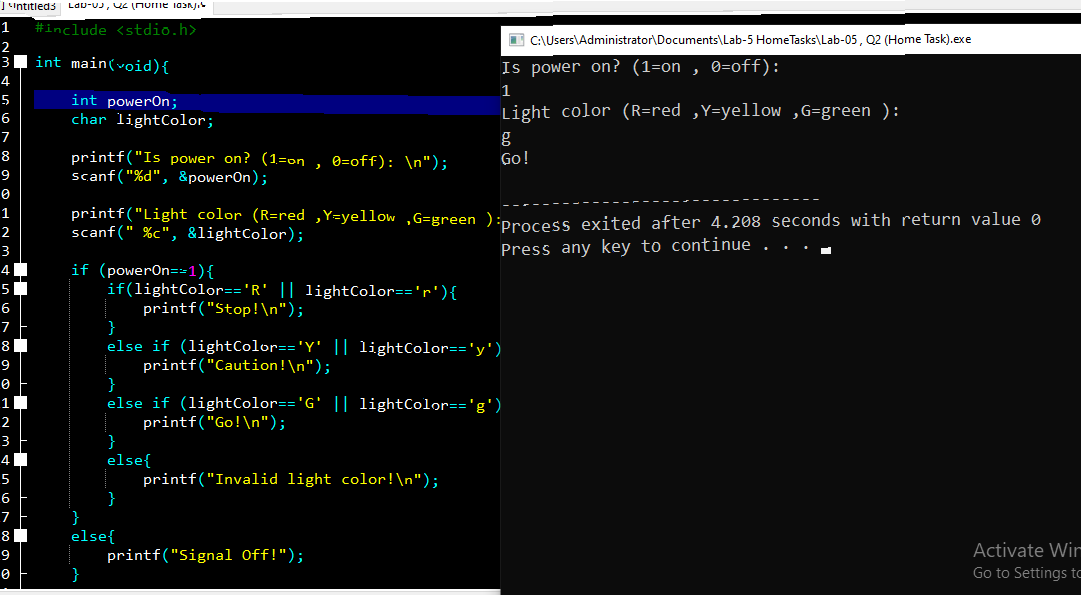 Untitled3 Lab-05 , Q2 (Home Task).c
1 #include <stdio.h>
2
3 int main(void){
4
5 int powerOn;
6 char lightColor;
7
8 printf("Is power on? (1=on , 0=off): \n");
9 scanf("%d", &powerOn);
0
1 printf("Light color (R=red ,Y=yellow ,G=green ):
2 scanf(" %c", &lightColor);
3
4 if (powerOn==1){
5 if(lightColor=='R' || lightColor=='r'){
6 printf("Stop!\n");
7 }
8 else if (lightColor=='Y' || lightColor=='y')
9 printf("Caution!\n");
0 }
1 else if (lightColor=='G' || lightColor=='g')
2 printf("Go!\n");
3 }
4 else{
5 printf("Invalid light color!\n");
6 }
7 }
8 else{
9 printf("Signal Off!");
0 }
C:\Users\Administrator\Documents\Lab-5 HomeTasks\Lab-05 , Q2 (Home Task).exe
Is power on? (1=on , 0=off):
1
Light color (R=red ,Y=yellow ,G=green ):
g
Go!
--------------------------------
Process exited after 4.208 seconds with return value 0
Press any key to continue . . .
Activate Win
Go to Settings to